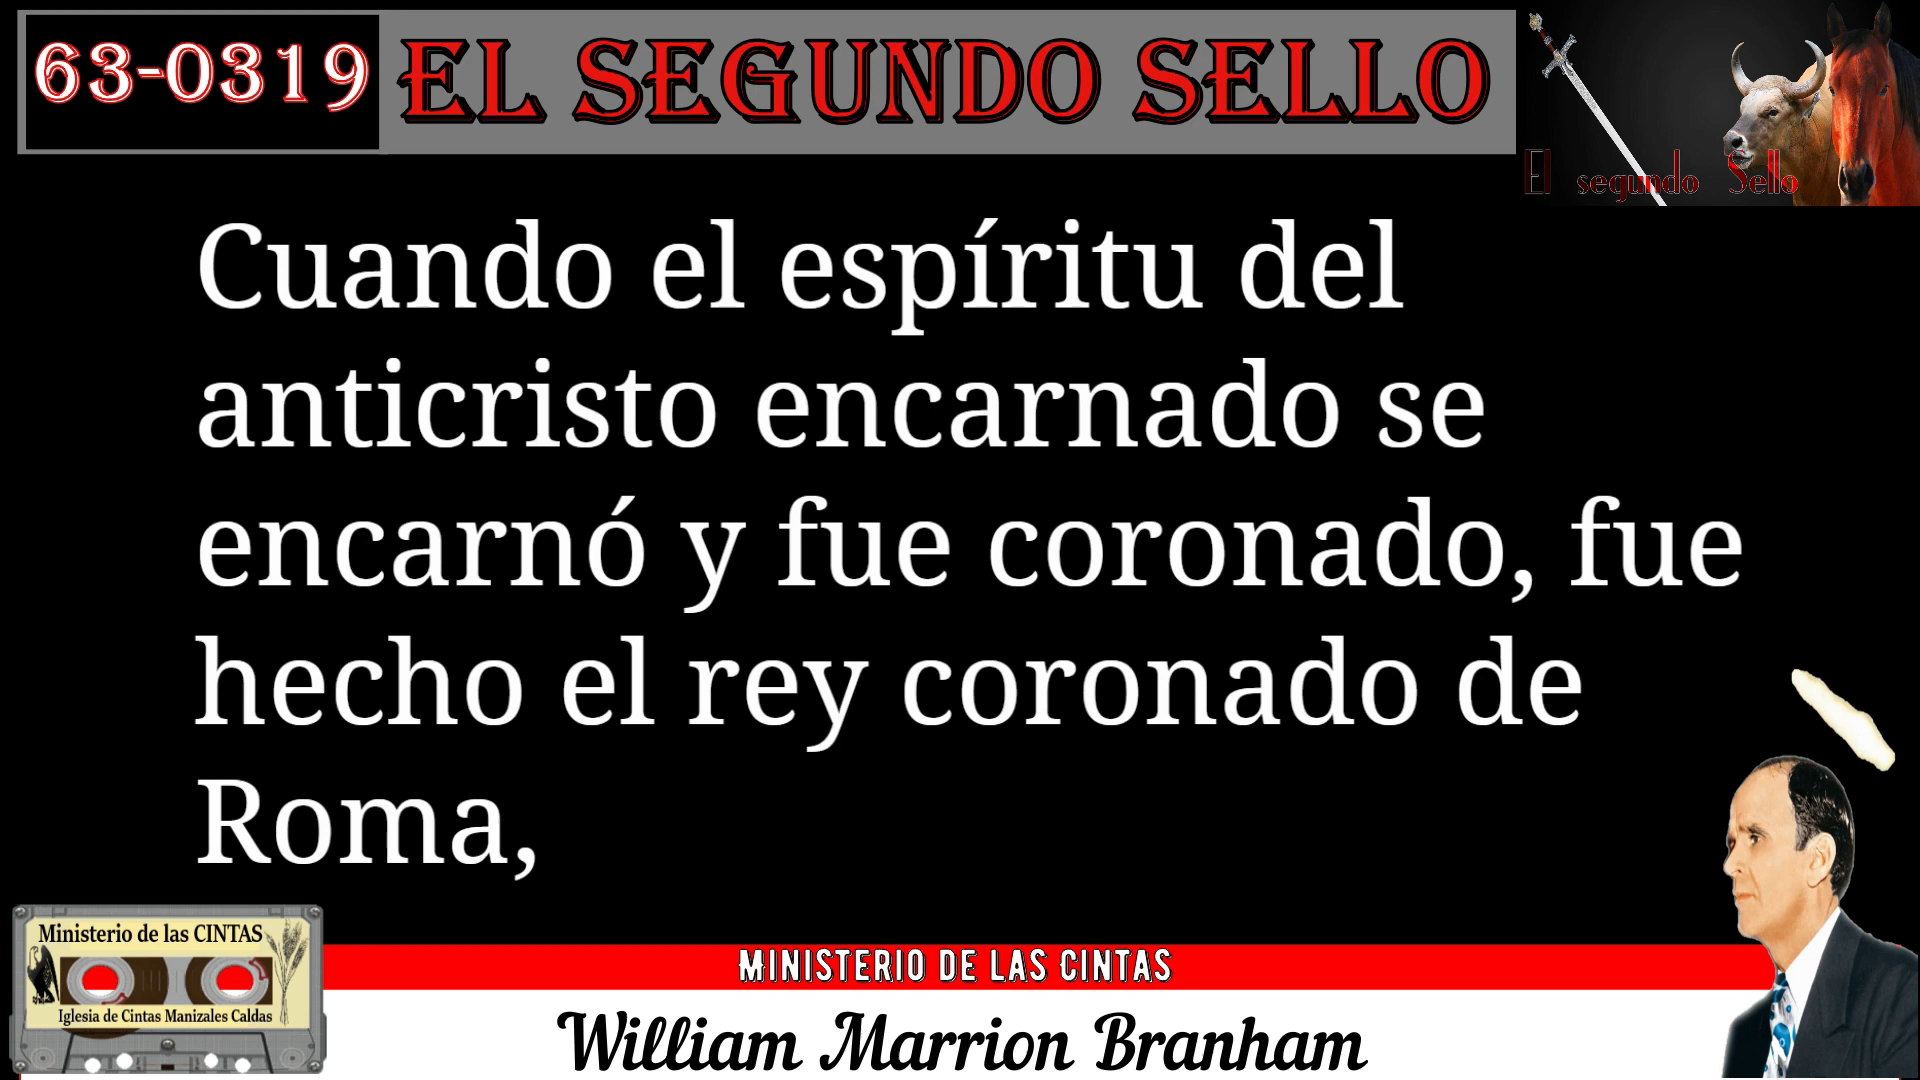 63-0319 EL SEGUNDO SELLO
El segundo Sello
Cuando el espíritu del
anticristo encarnado se
encarnó y fue coronado, fue
hecho el rey coronado de
Roma,
Ministerio de las CINTAS
Iglesia de Cintas Manizales Caldas
MINISTERIO DE LAS CINTAS
William Marrion Branham